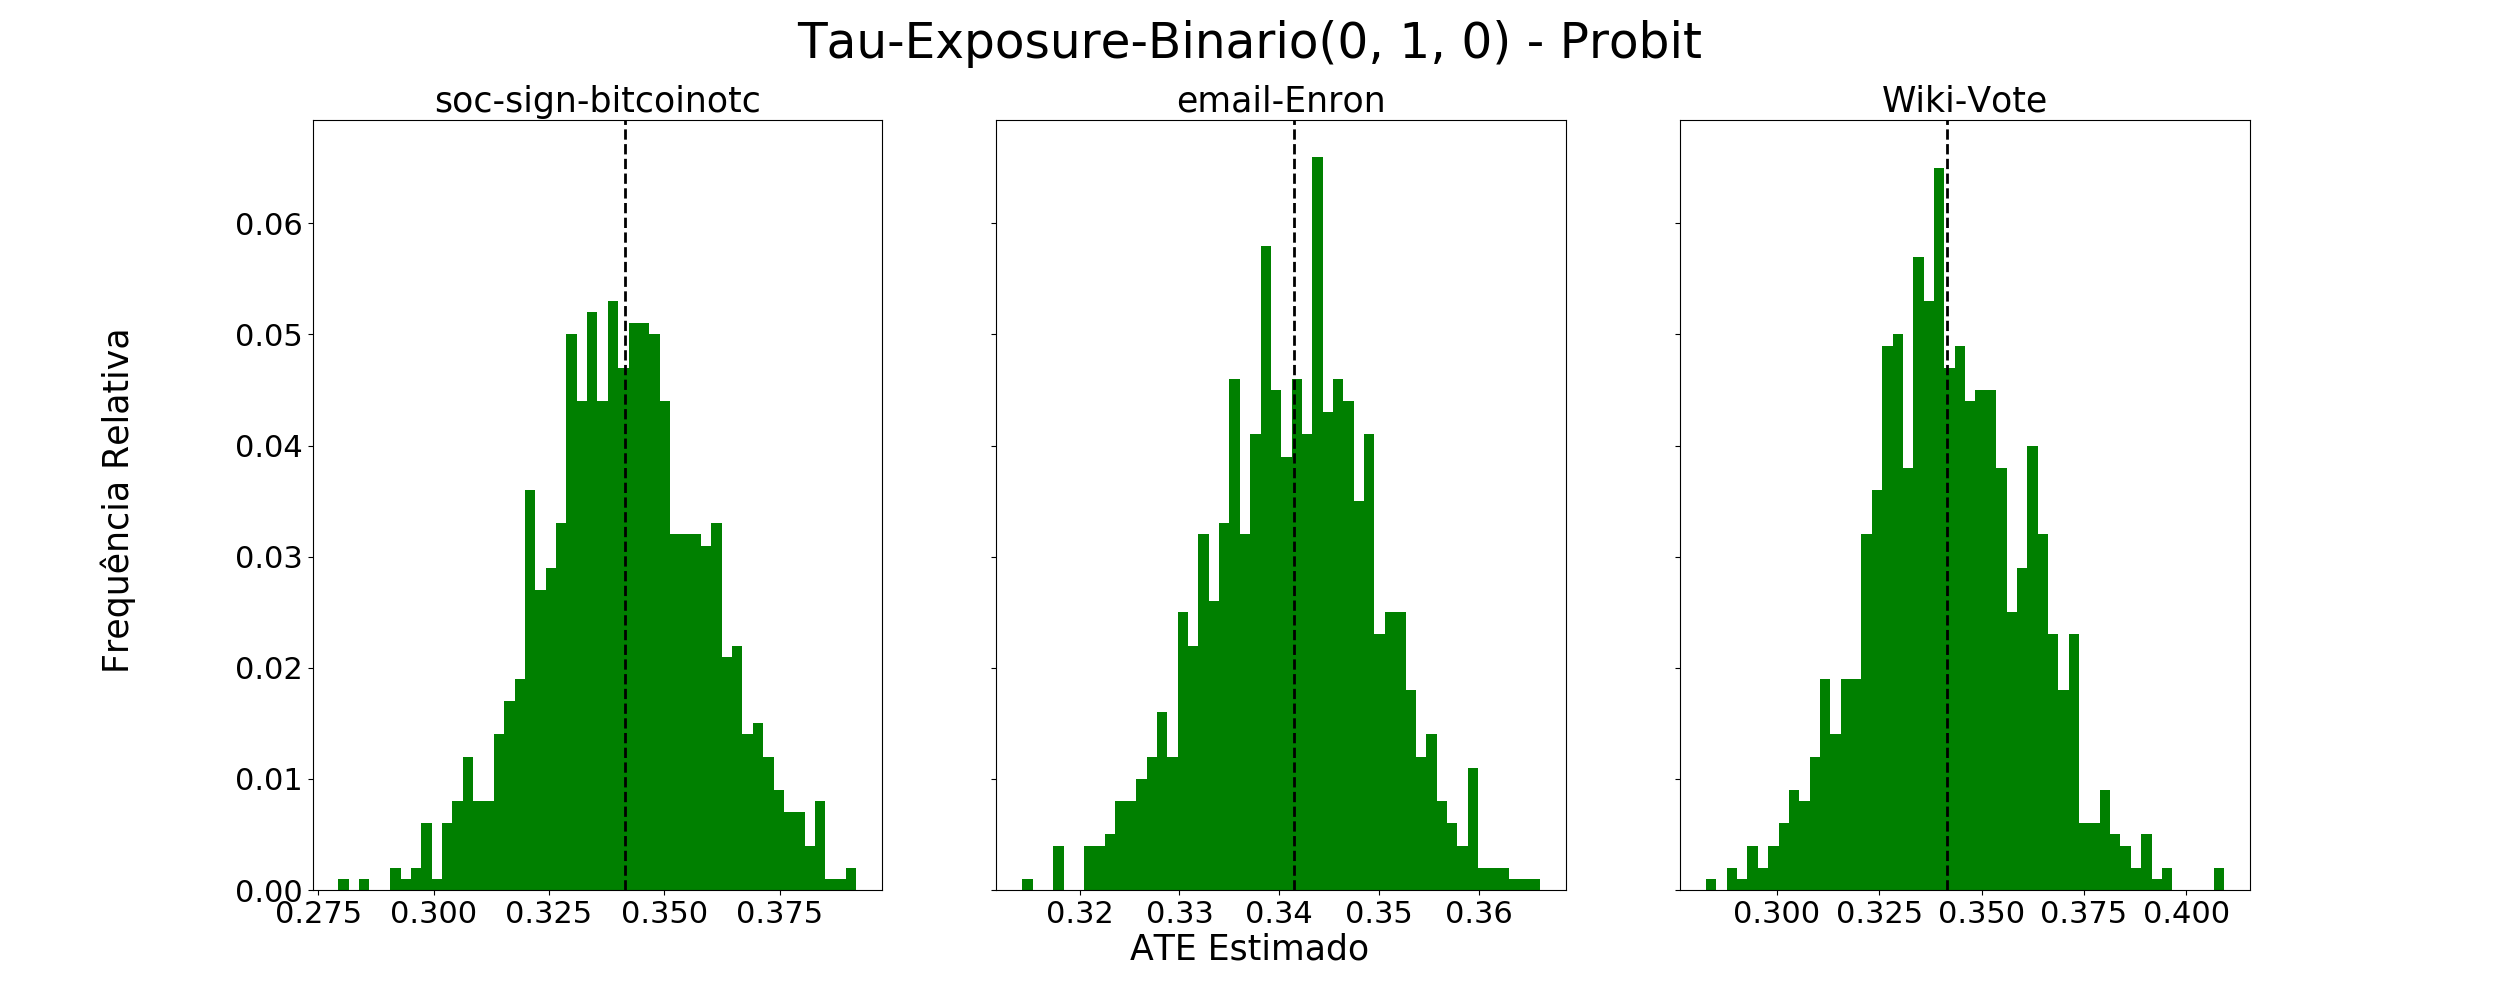 Tau-Exposure-Binario(0, 1, 0) - Probit
soc-sign-bitcoinotc
email-Enron
Wiki-Vote
Frequência Relativa
0.06
0.05
0.04
0.03
0.02
0.01
0.00
0.275 0.300 0.325 0.350 0.375
0.32 0.33 0.34 0.35 0.36
0.300 0.325 0.350 0.375 0.400
ATE Estimado